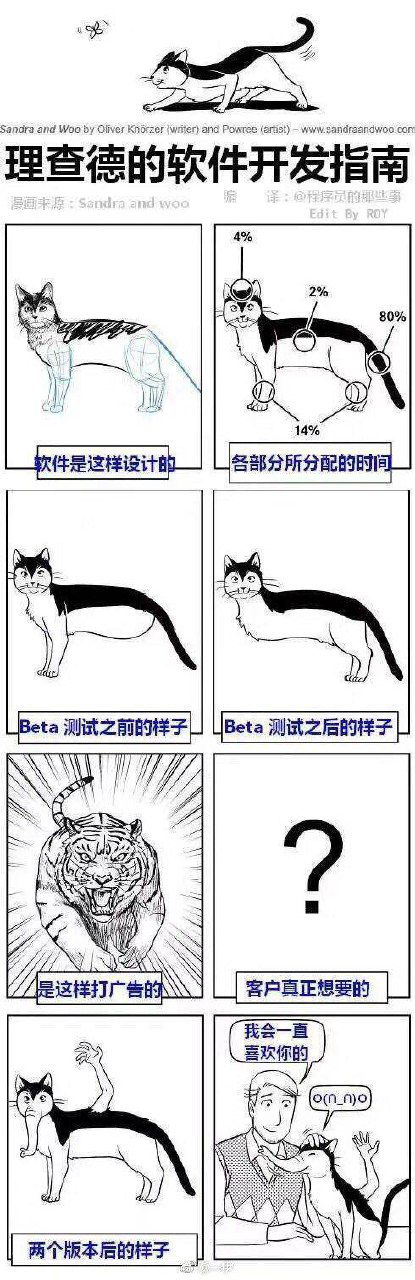 Sandra and Woo by Oliver Knörzer (writer) and Powree (artist) – www.sandraandwoo.com
理查德的软件开发指南
漫画来源：Sandra and woo
编 译：@程序员的那些事
Edit By ROY
4%
2%
80%
14%
软件是这样设计的
各部分所分配的时间
Beta 测试之前的样子
Beta 测试之后的样子
?
是这样打广告的
客户真正想要的
我会一直
喜欢你的
O(∩_∩)O
两个版本后的样子